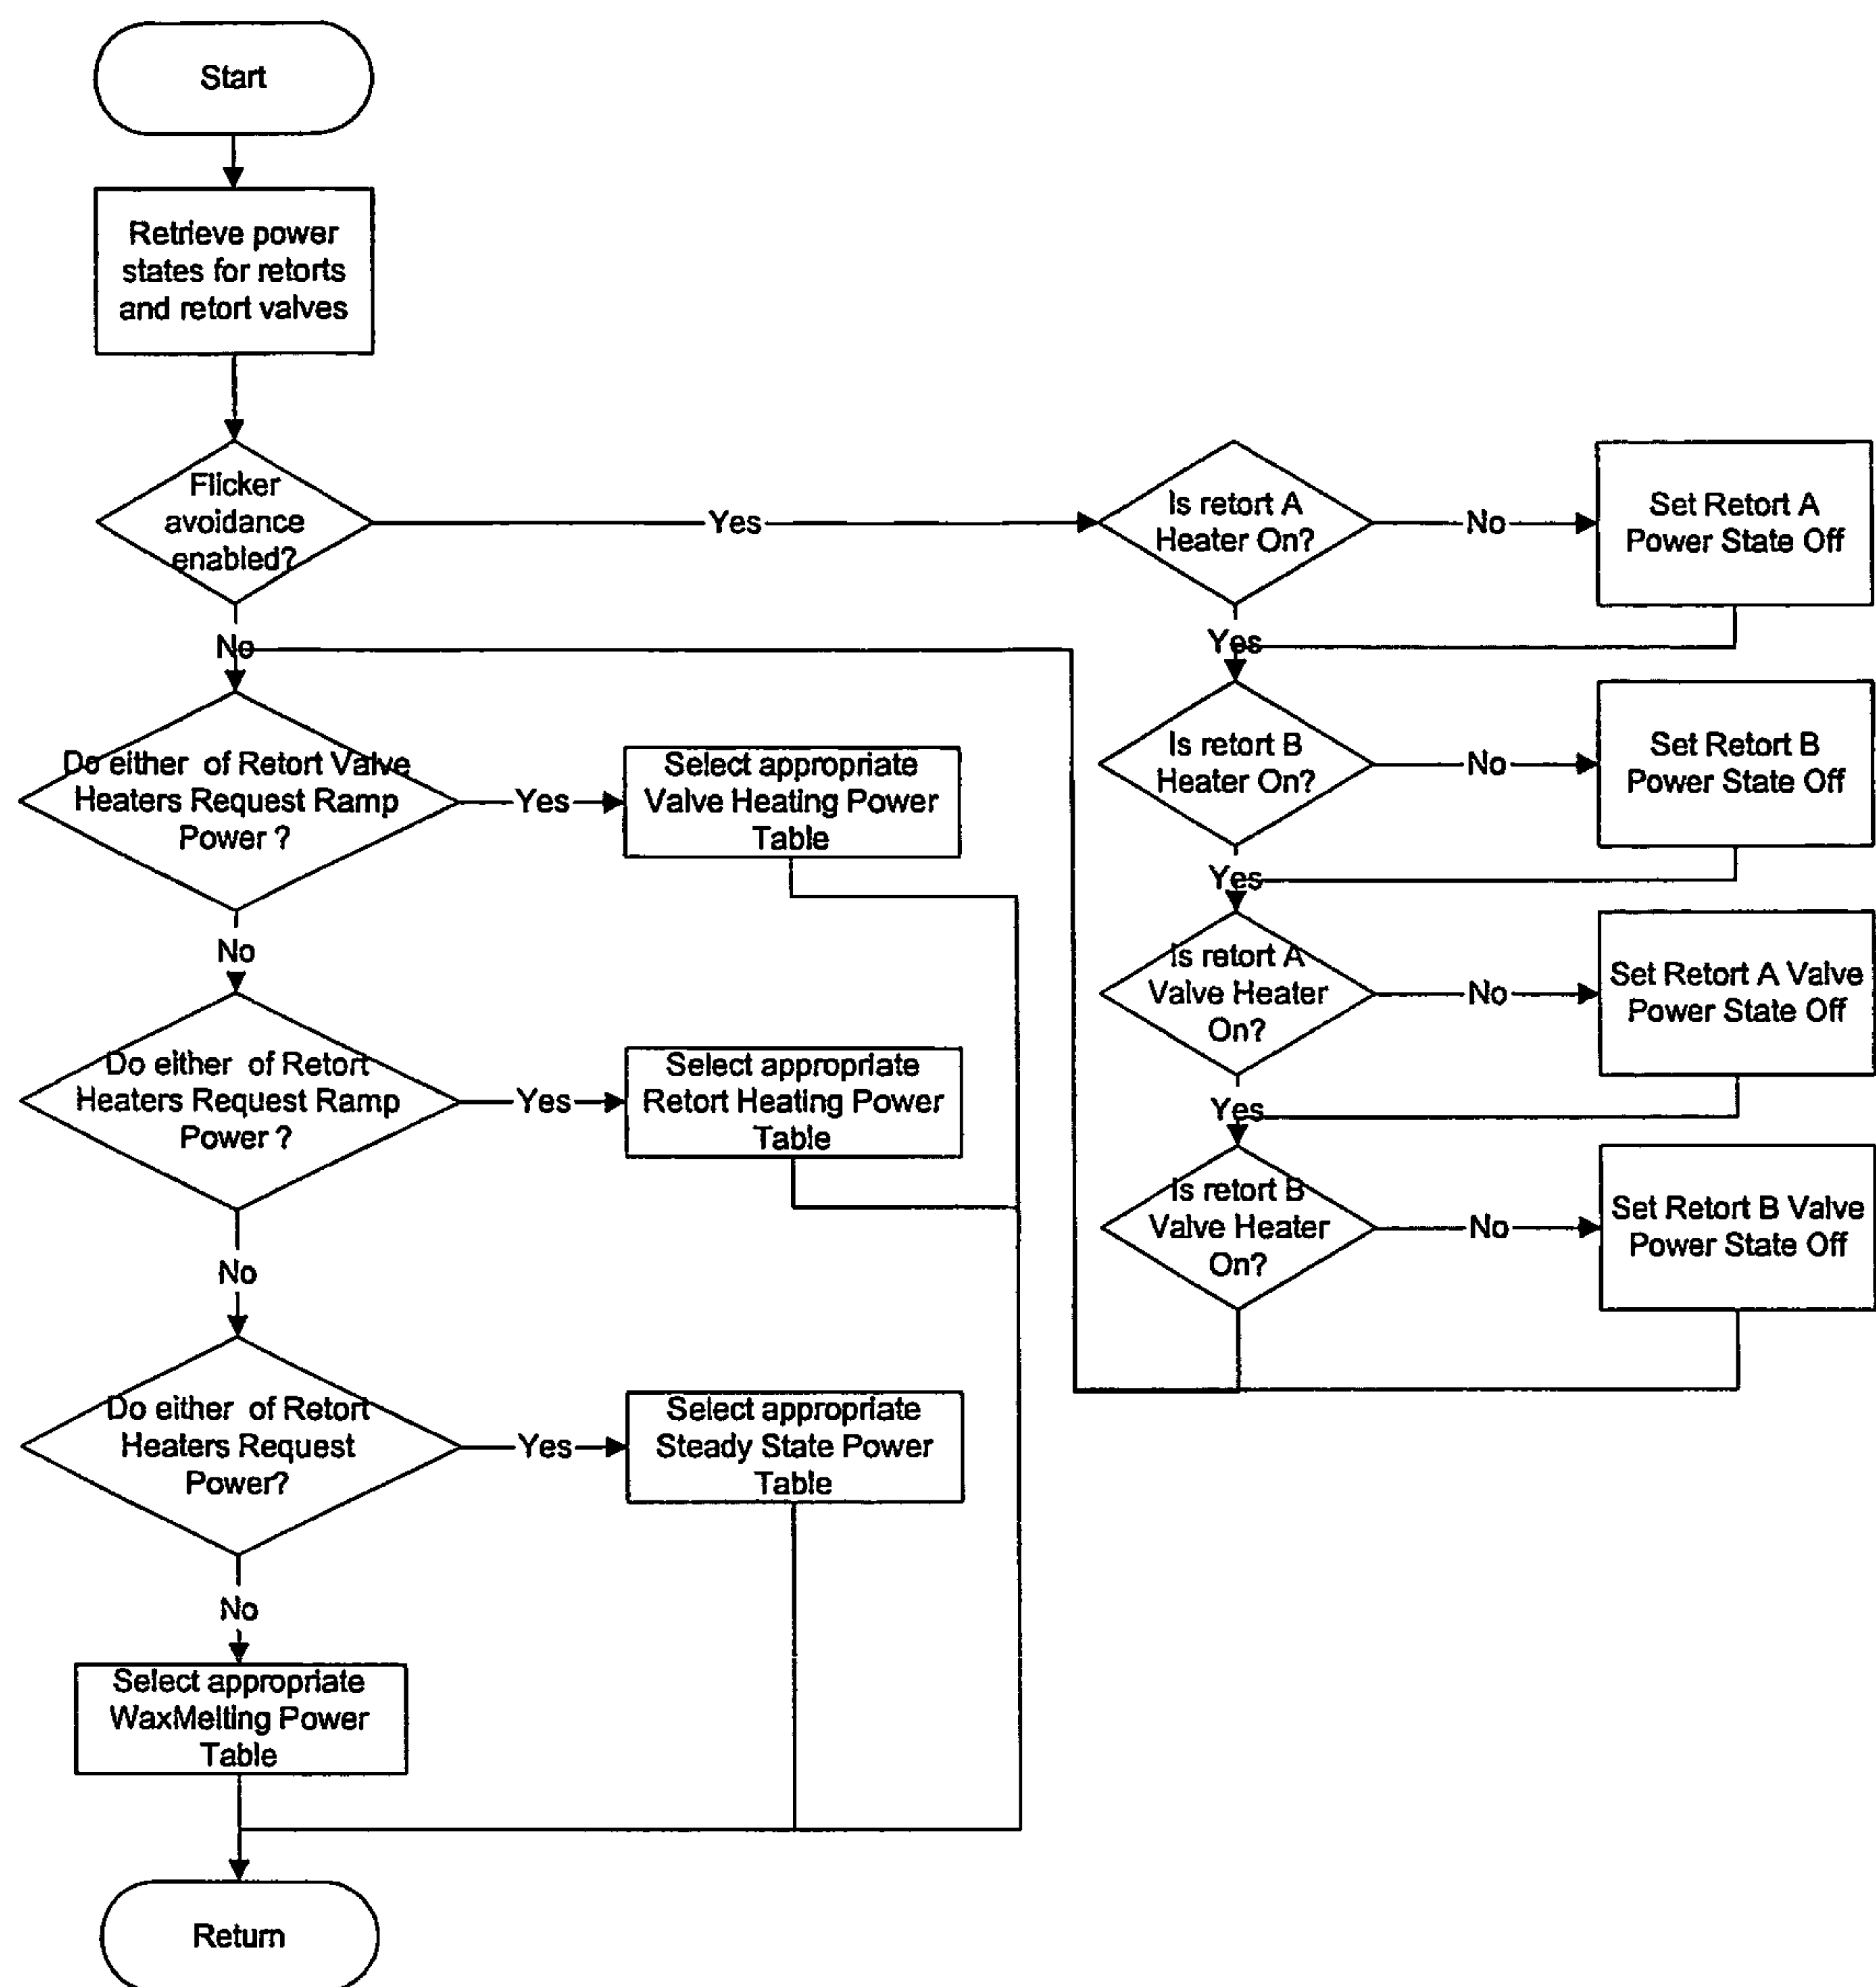 Start
Retrieve power
states for retorts
and retort valves
Flicker
avoidance
enabled?
Yes
Is retort A
Heater On?
No
Set Retort A
Power State Off
No
Yes
Do either of Retort Valve
Heaters Request Ramp
Power ?
Yes
Select appropriate
Valve Heating Power
Table
Is retort B
Heater On?
No
Set Retort B
Power State Off
Yes
No
Is retort A
Valve Heater
On?
No
Set Retort A Valve
Power State Off
Do either of Retort
Heaters Request Ramp
Power ?
Yes
Select appropriate
Retort Heating Power
Table
Yes
Is retort B
Valve Heater
On?
No
Set Retort B Valve
Power State Off
No
Do either of Retort
Heaters Request
Power?
Yes
Select appropriate
Steady State Power
Table
No
Select appropriate
WaxMelting Power
Table
Return